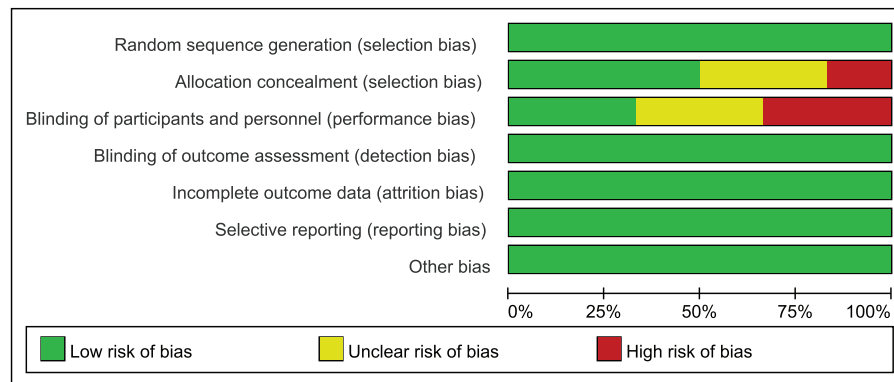 Random sequence generation (selection bias)
Allocation concealment (selection bias)
Blinding of participants and personnel (performance bias)
Blinding of outcome assessment (detection bias)
Incomplete outcome data (attrition bias)
Selective reporting (reporting bias)
Other bias
0% 25% 50% 75% 100%
Low risk of bias Unclear risk of bias High risk of bias